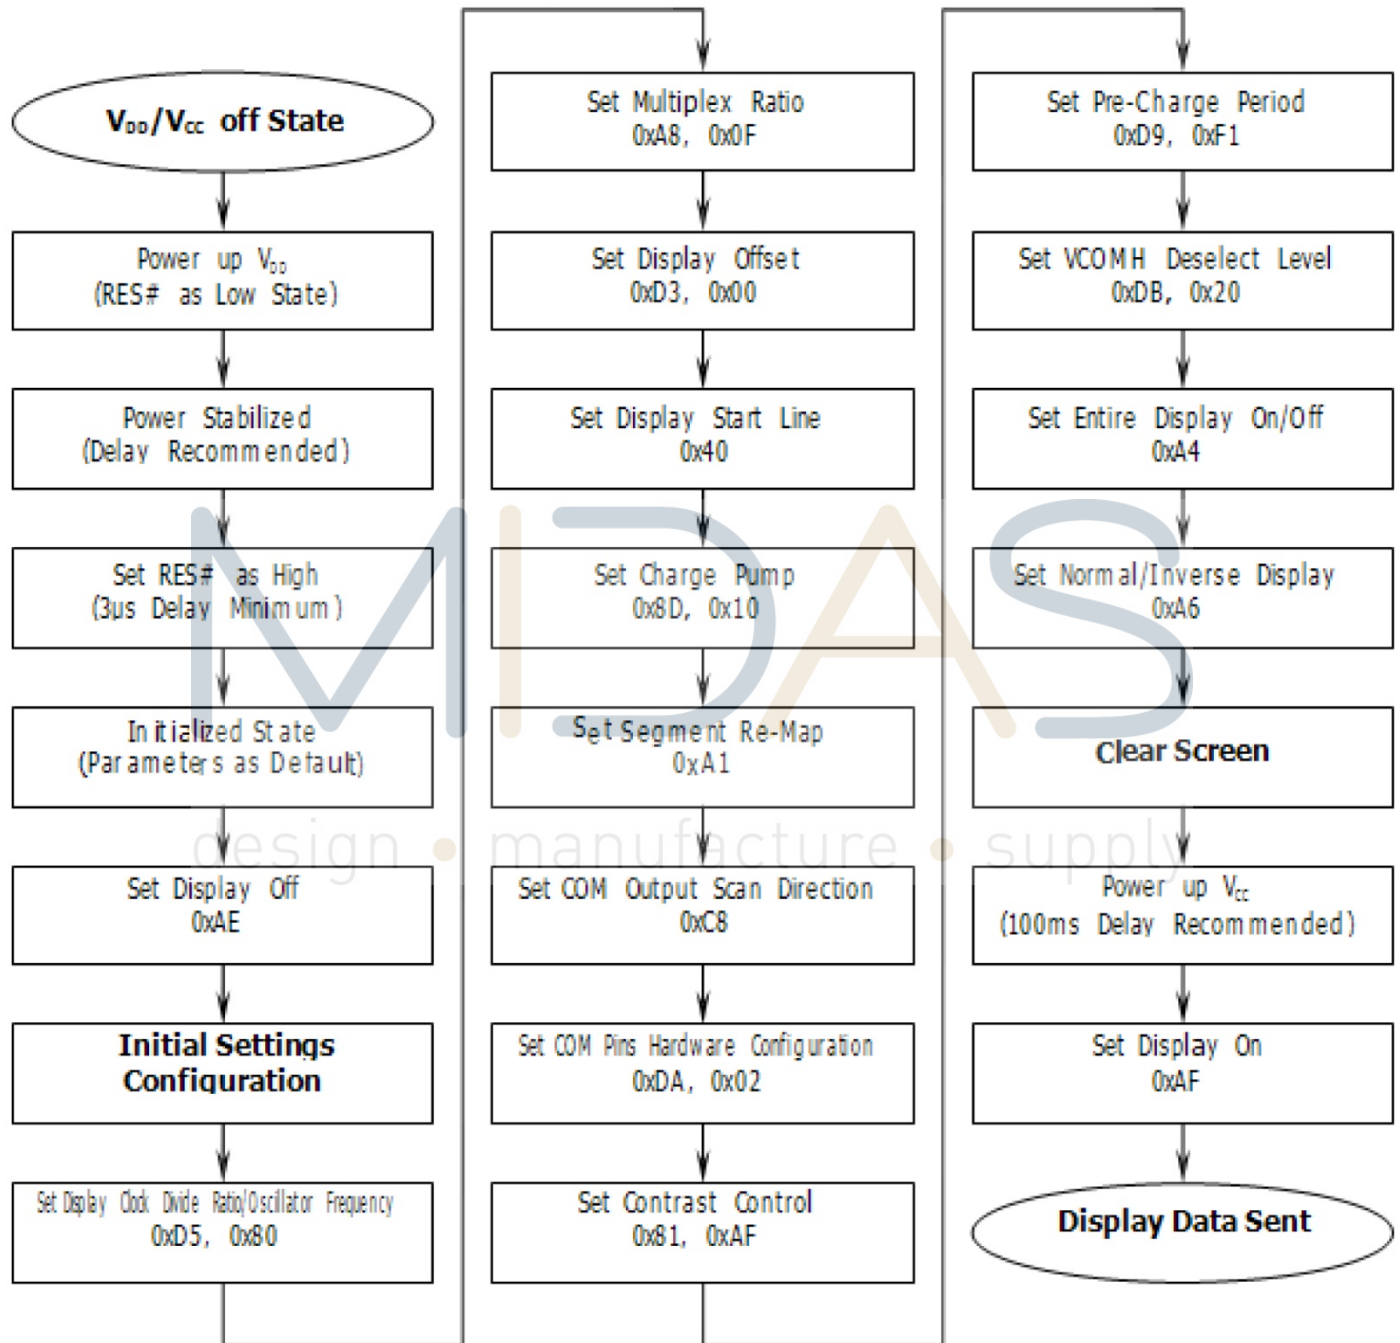 V_DD/V_CC off State
Power up V_DD
(RES# as Low State)
Power Stabilized
(Delay Recommended)
Set RES# as High
(3µs Delay Minimum)
Initialized State
(Parameters as Default)
Set Display Off
0xAE
Initial Settings
Configuration
Set Display Clock Divide Ratio/Oscillator Frequency
0xD5, 0x80
Set Multiplex Ratio
0xA8, 0x0F
Set Display Offset
0xD3, 0x00
Set Display Start Line
0x40
Set Charge Pump
0x8D, 0x10
Set Segment Re-Map
0xA1
Set COM Output Scan Direction
0xC8
Set COM Pins Hardware Configuration
0xDA, 0x02
Set Contrast Control
0x81, 0xAF
Set Pre-Charge Period
0xD9, 0xF1
Set VCOMH Deselect Level
0xDB, 0x20
Set Entire Display On/Off
0xA4
Set Normal/Inverse Display
0xA6
Clear Screen
Power up V_CC
(100ms Delay Recommended)
Set Display On
0xAF
Display Data Sent
MIDAS
design • manufacture • supply